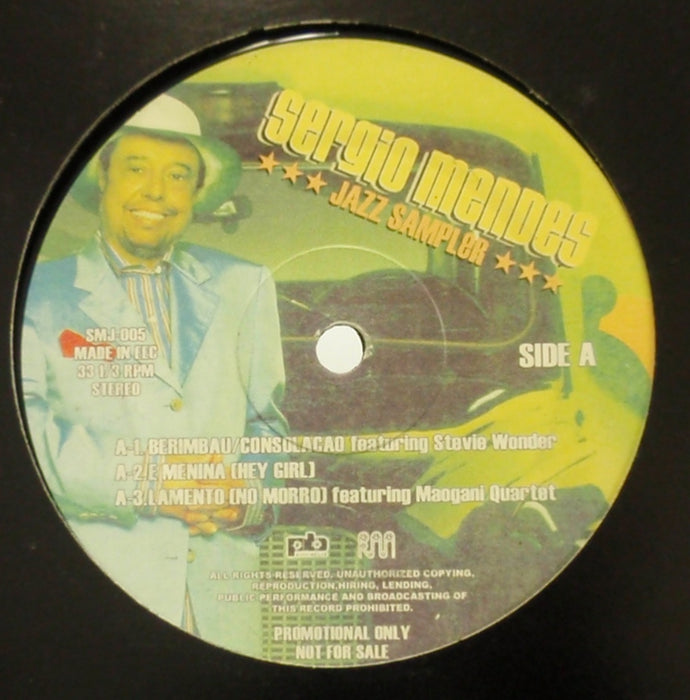 Sergio Mendes
JAZZ SAMPLER
SMJ-005
MADE IN EEC
33 1/3 RPM
STEREO
SIDE A
A-1. BERIMBAU/CONSOLACAO featuring Stevie Wonder
A-2.E MENINA (HEY GIRL)
A-3.LAMENTO (NO MORRO) featuring Maogani Quartet
ALL RIGHTS RESERVED. UNAUTHORIZED COPYING,
REPRODUCTION,HIRING, LENDING,
PUBLIC PERFORMANCE AND BROADCASTING OF
THIS RECORD PROHIBITED.
PROMOTIONAL ONLY
NOT FOR SALE